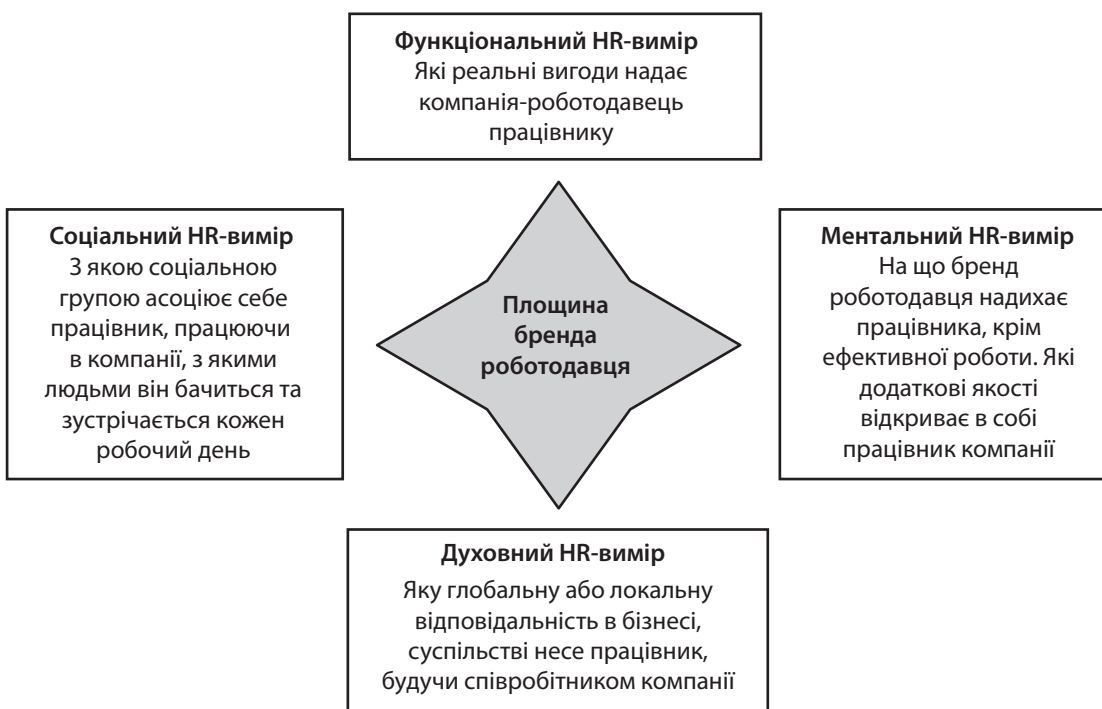 Функціональний HR-вимір
Які реальні вигоди надає
компанія-роботодавець
працівнику
Соціальний HR-вимір
З якою соціальною
групою асоціює себе
працівник, працюючи
в компанії, з якими
людьми він бачиться та
зустрічається кожен
робочий день
Площина
бренда
роботодавця
Ментальний HR-вимір
На що бренд
роботодавця надихає
працівника, крім
ефективної роботи. Які
додаткові якості
відкриває в собі
працівник компанії
Духовний HR-вимір
Яку глобальну або локальну
відповідальність в бізнесі,
суспільстві несе працівник,
будучи співробітником компанії